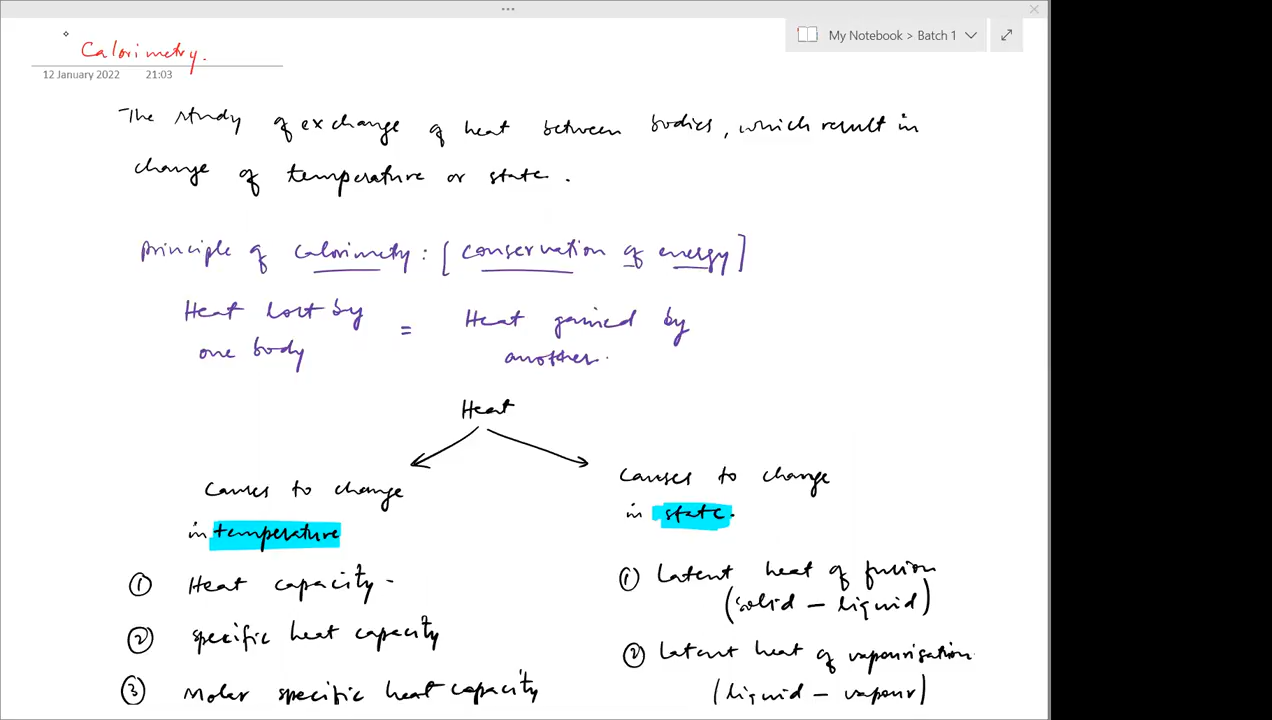 My Notebook > Batch 1
Calorimetry.
12 January 2022 21:03
The study of exchange of heat between bodies, which result in
change of temperature or state.
Principle of Calorimety: [conservation of energy]
Heat lost by
one body
=
Heat gained by
another.
Heat
Causes to change
in temperature
Causes to change
in state.
① Heat capacity -
② specific heat capacity
③ Molar specific heat capacity
① Latent heat of fusion
(solid - liquid)
② Latent heat of vapourisation
(liquid - vapour)